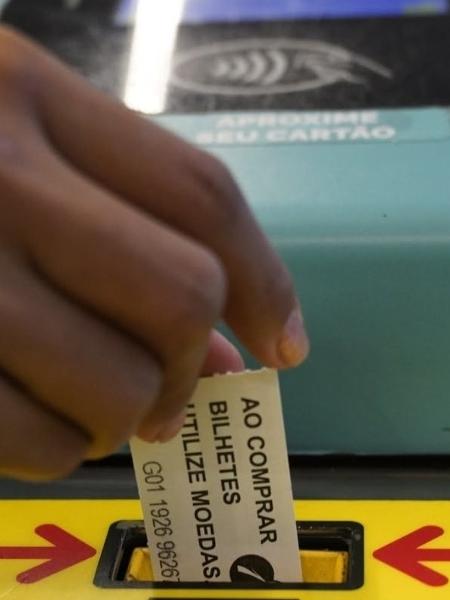 APROXIME
SEU CARTÃO
AO COMPRAR
BILHETES
UTILIZE MOEDAS
G01 1926 9626